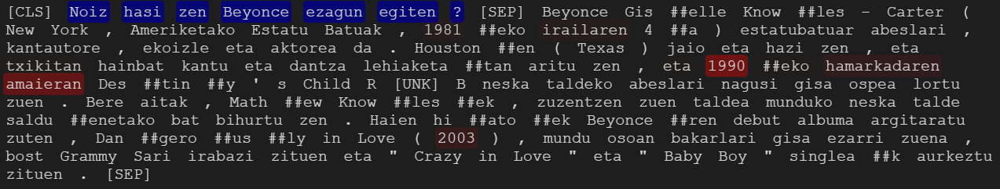 [CLS] Noiz hasi zen Beyonce ezagun egiten ? [SEP] Beyonce Gis ##elle Know ##les – Carter (
New York , Ameriketako Estatu Batuak , 1981 ##eko irailaren 4 ##a ) estatubatuar abeslari ,
kantautore , ekoizle eta aktorea da . Houston ##en ( Texas ) jaio eta hazi zen , eta
txikitan hainbat kantu eta dantza lehiaketa ##tan aritu zen , eta 1990 ##eko hamarkadaren
amaieran Des ##tin ##y ' s Child R [UNK] B neska taldeko abeslari nagusi gisa ospea lortu
zuen . Bere aitak , Math ##ew Know ##les ##ek , zuzentzen zuen taldea munduko neska talde
saldu ##enetako bat bihurtu zen . Haien hi ##ato ##ek Beyonce ##ren debut albuma argitaratu
zuten , Dan ##gero ##us ##ly in Love ( 2003 ) , mundu osoan bakarlari gisa ezarri zuena ,
bost Grammy Sari irabazi zituen eta " Crazy in Love " eta " Baby Boy " singlea ##k aurkeztu
zituen . [SEP]